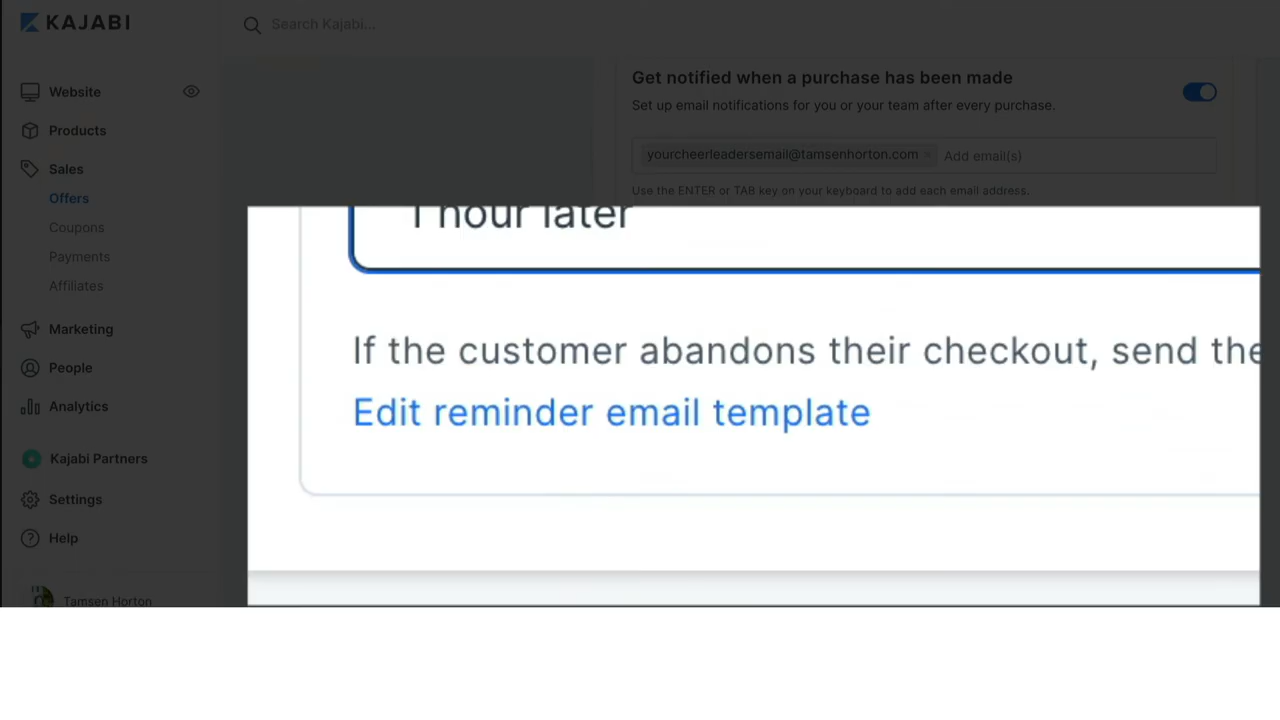 KAJABI
Search Kajabi...
Website
Products
Sales
Offers
Coupons
Payments
Affiliates
Marketing
People
Analytics
Kajabi Partners
Settings
Help
Tamsen Horton
Get notified when a purchase has been made
Set up email notifications for you or your team after every purchase.
yourcheerleadersemail@tamsenhorton.com × Add email(s)
Use the ENTER or TAB key on your keyboard to add each email address.
1 hour later
If the customer abandons their checkout, send the
Edit reminder email template